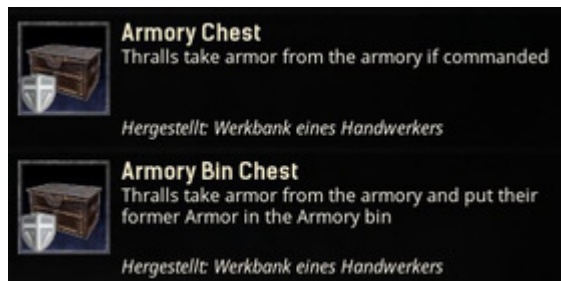 Armory Chest
Thralls take armor from the armory if commanded
Hergestellt: Werkbank eines Handwerkers
Armory Bin Chest
Thralls take armor from the armory and put their
former Armor in the Armory bin
Hergestellt: Werkbank eines Handwerkers